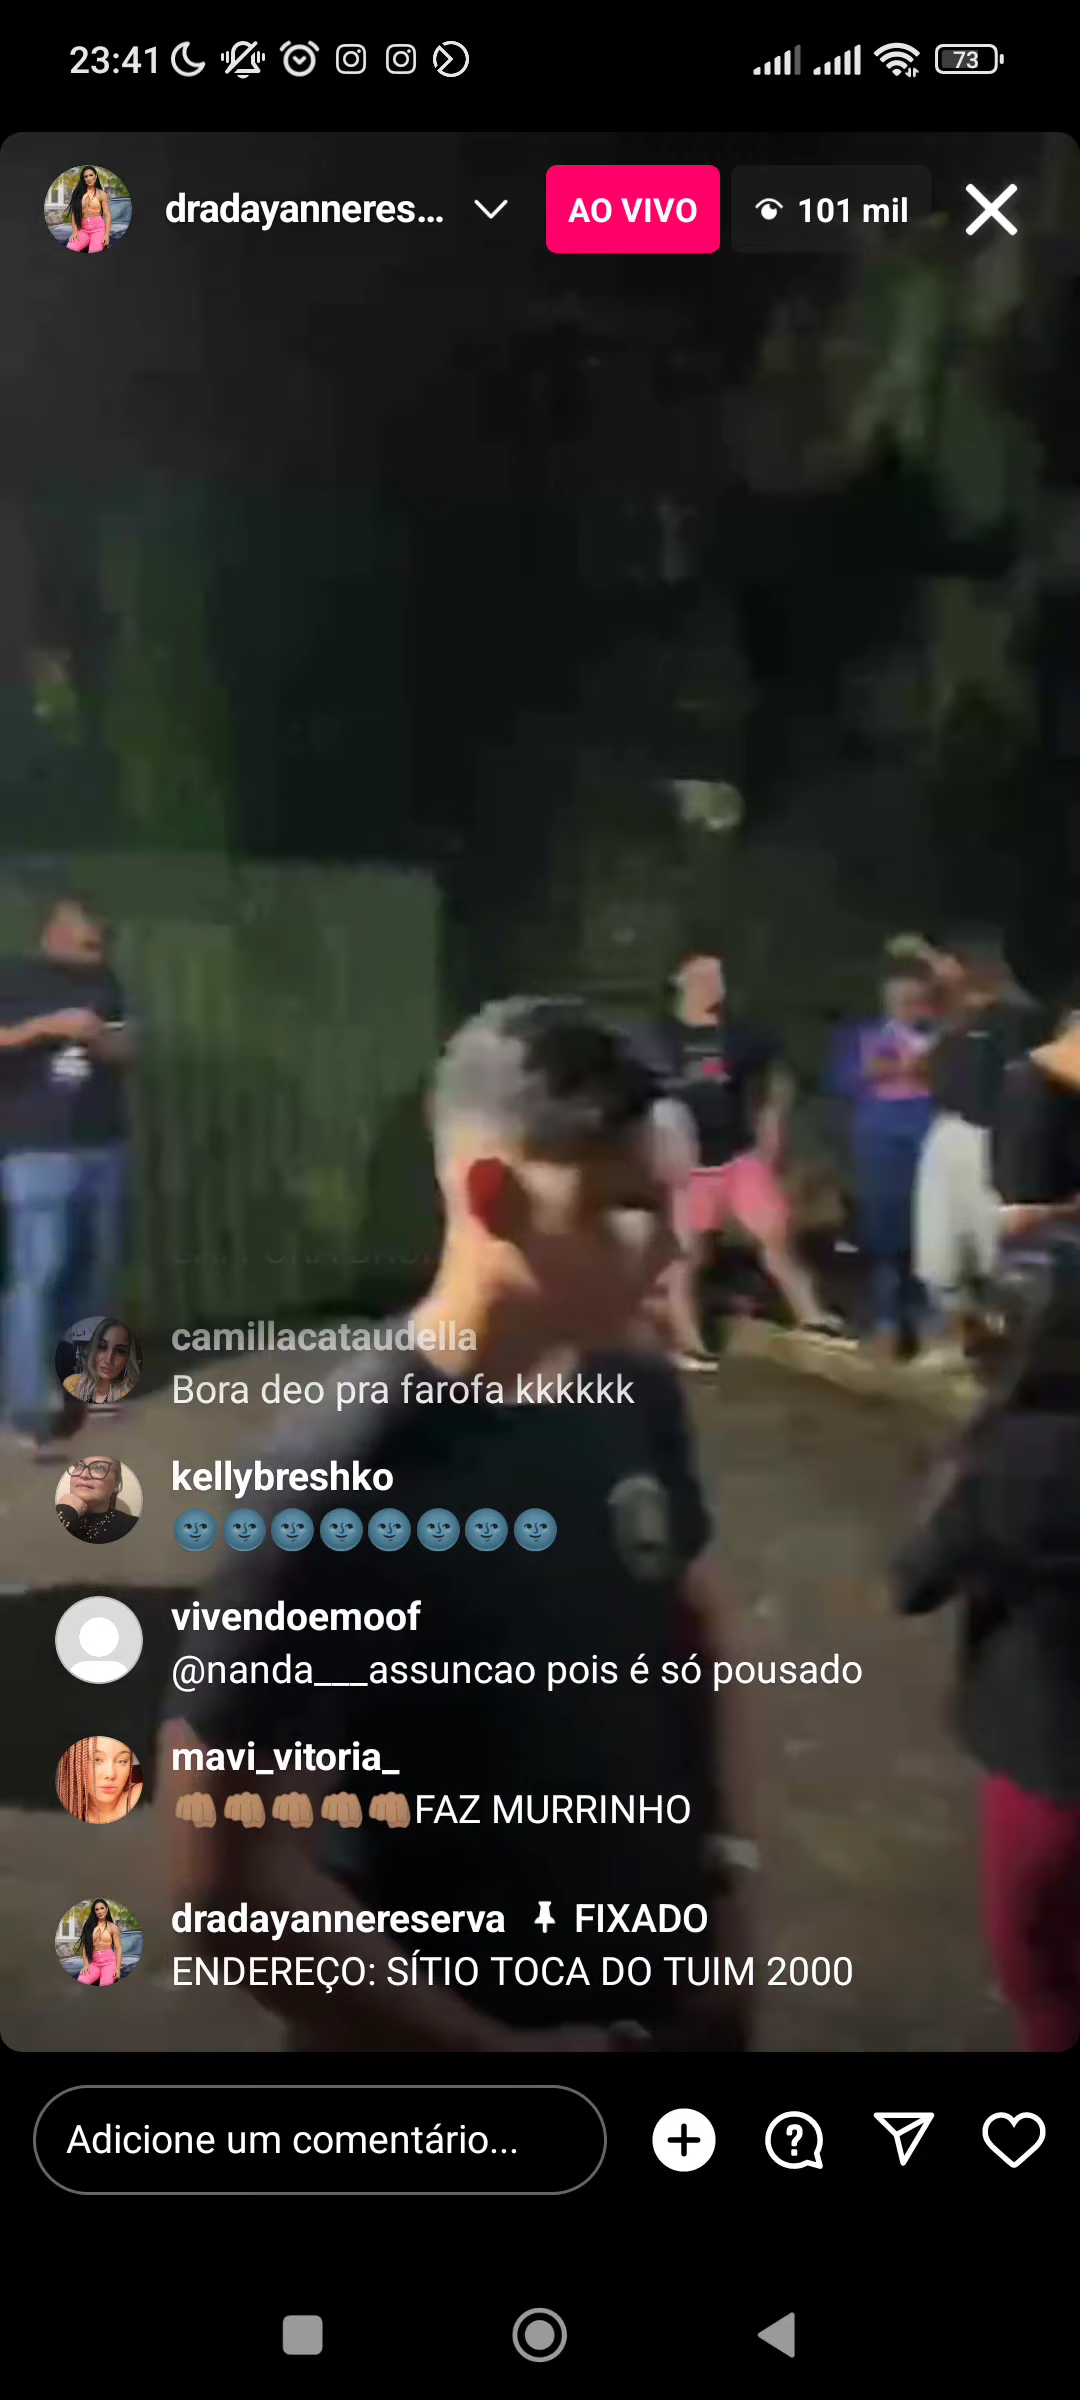 23:41
73
dradayanneres...
AO VIVO
101 mil
camillacataudella
Bora deo pra farofa kkkkkk
kellybreshko
🌚🌚🌚🌚🌚🌚🌚🌚
vivendoemoof
@nanda___assuncao pois é só pousado
mavi_vitoria_
👊🏼👊🏼👊🏼👊🏼👊🏼FAZ MURRINHO
dradayannereserva 📌 FIXADO
ENDEREÇO: SÍTIO TOCA DO TUIM 2000
Adicione um comentário...